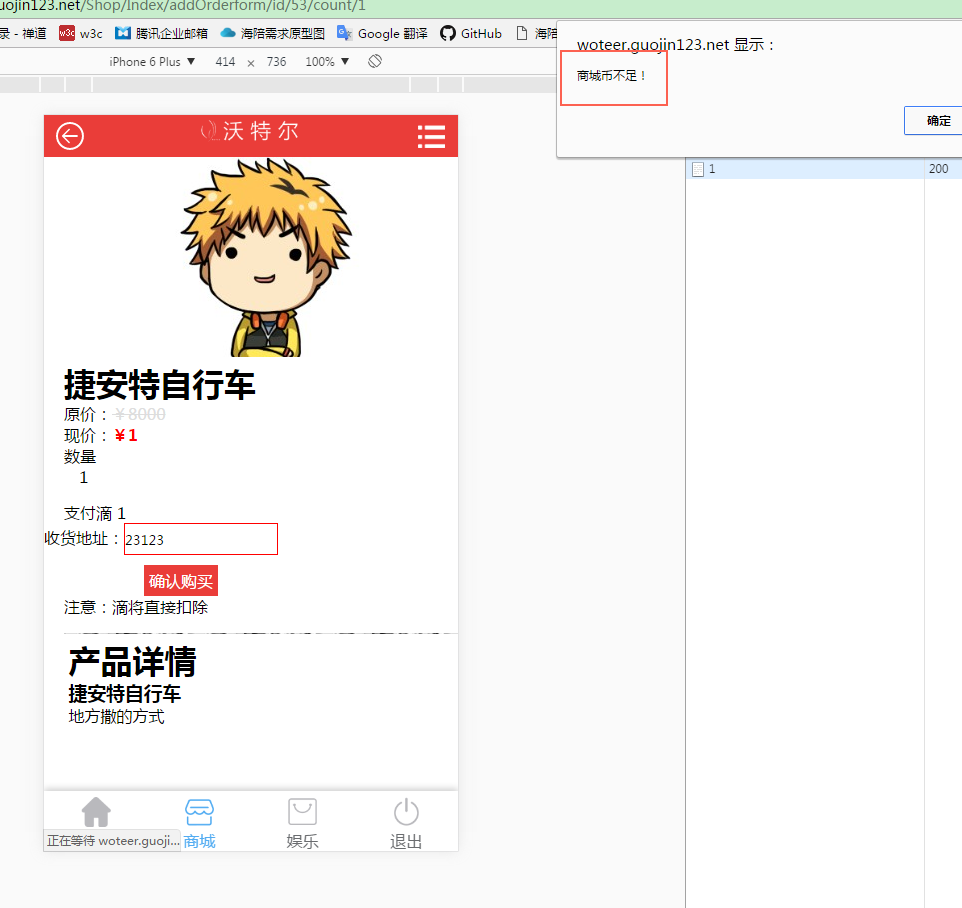 uojin123.net/Shop/Index/addOrderform/id/53/count/1
录 - 禅道 w3c w3c 腾讯企业邮箱 海陪需求原型图 Google 翻译 GitHub 海陪
iPhone 6 Plus ▼ 414 × 736 100% ▼
woteer.guojin123.net 显示：
商城币不足！
确定
1 200
沃特尔
捷安特自行车
原价：￥8000
现价：￥1
数量
1
支付滴 1
收货地址：23123
确认购买
注意：滴将直接扣除
产品详情
捷安特自行车
地方撒的方式
正在等待 woteer.guoji...
商城 娱乐 退出